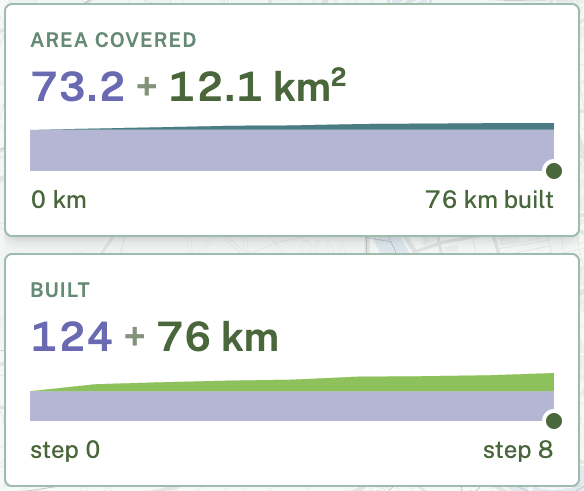 AREA COVERED
73.2 + 12.1 km²
0 km 76 km built
BUILT
124 + 76 km
step 0 step 8